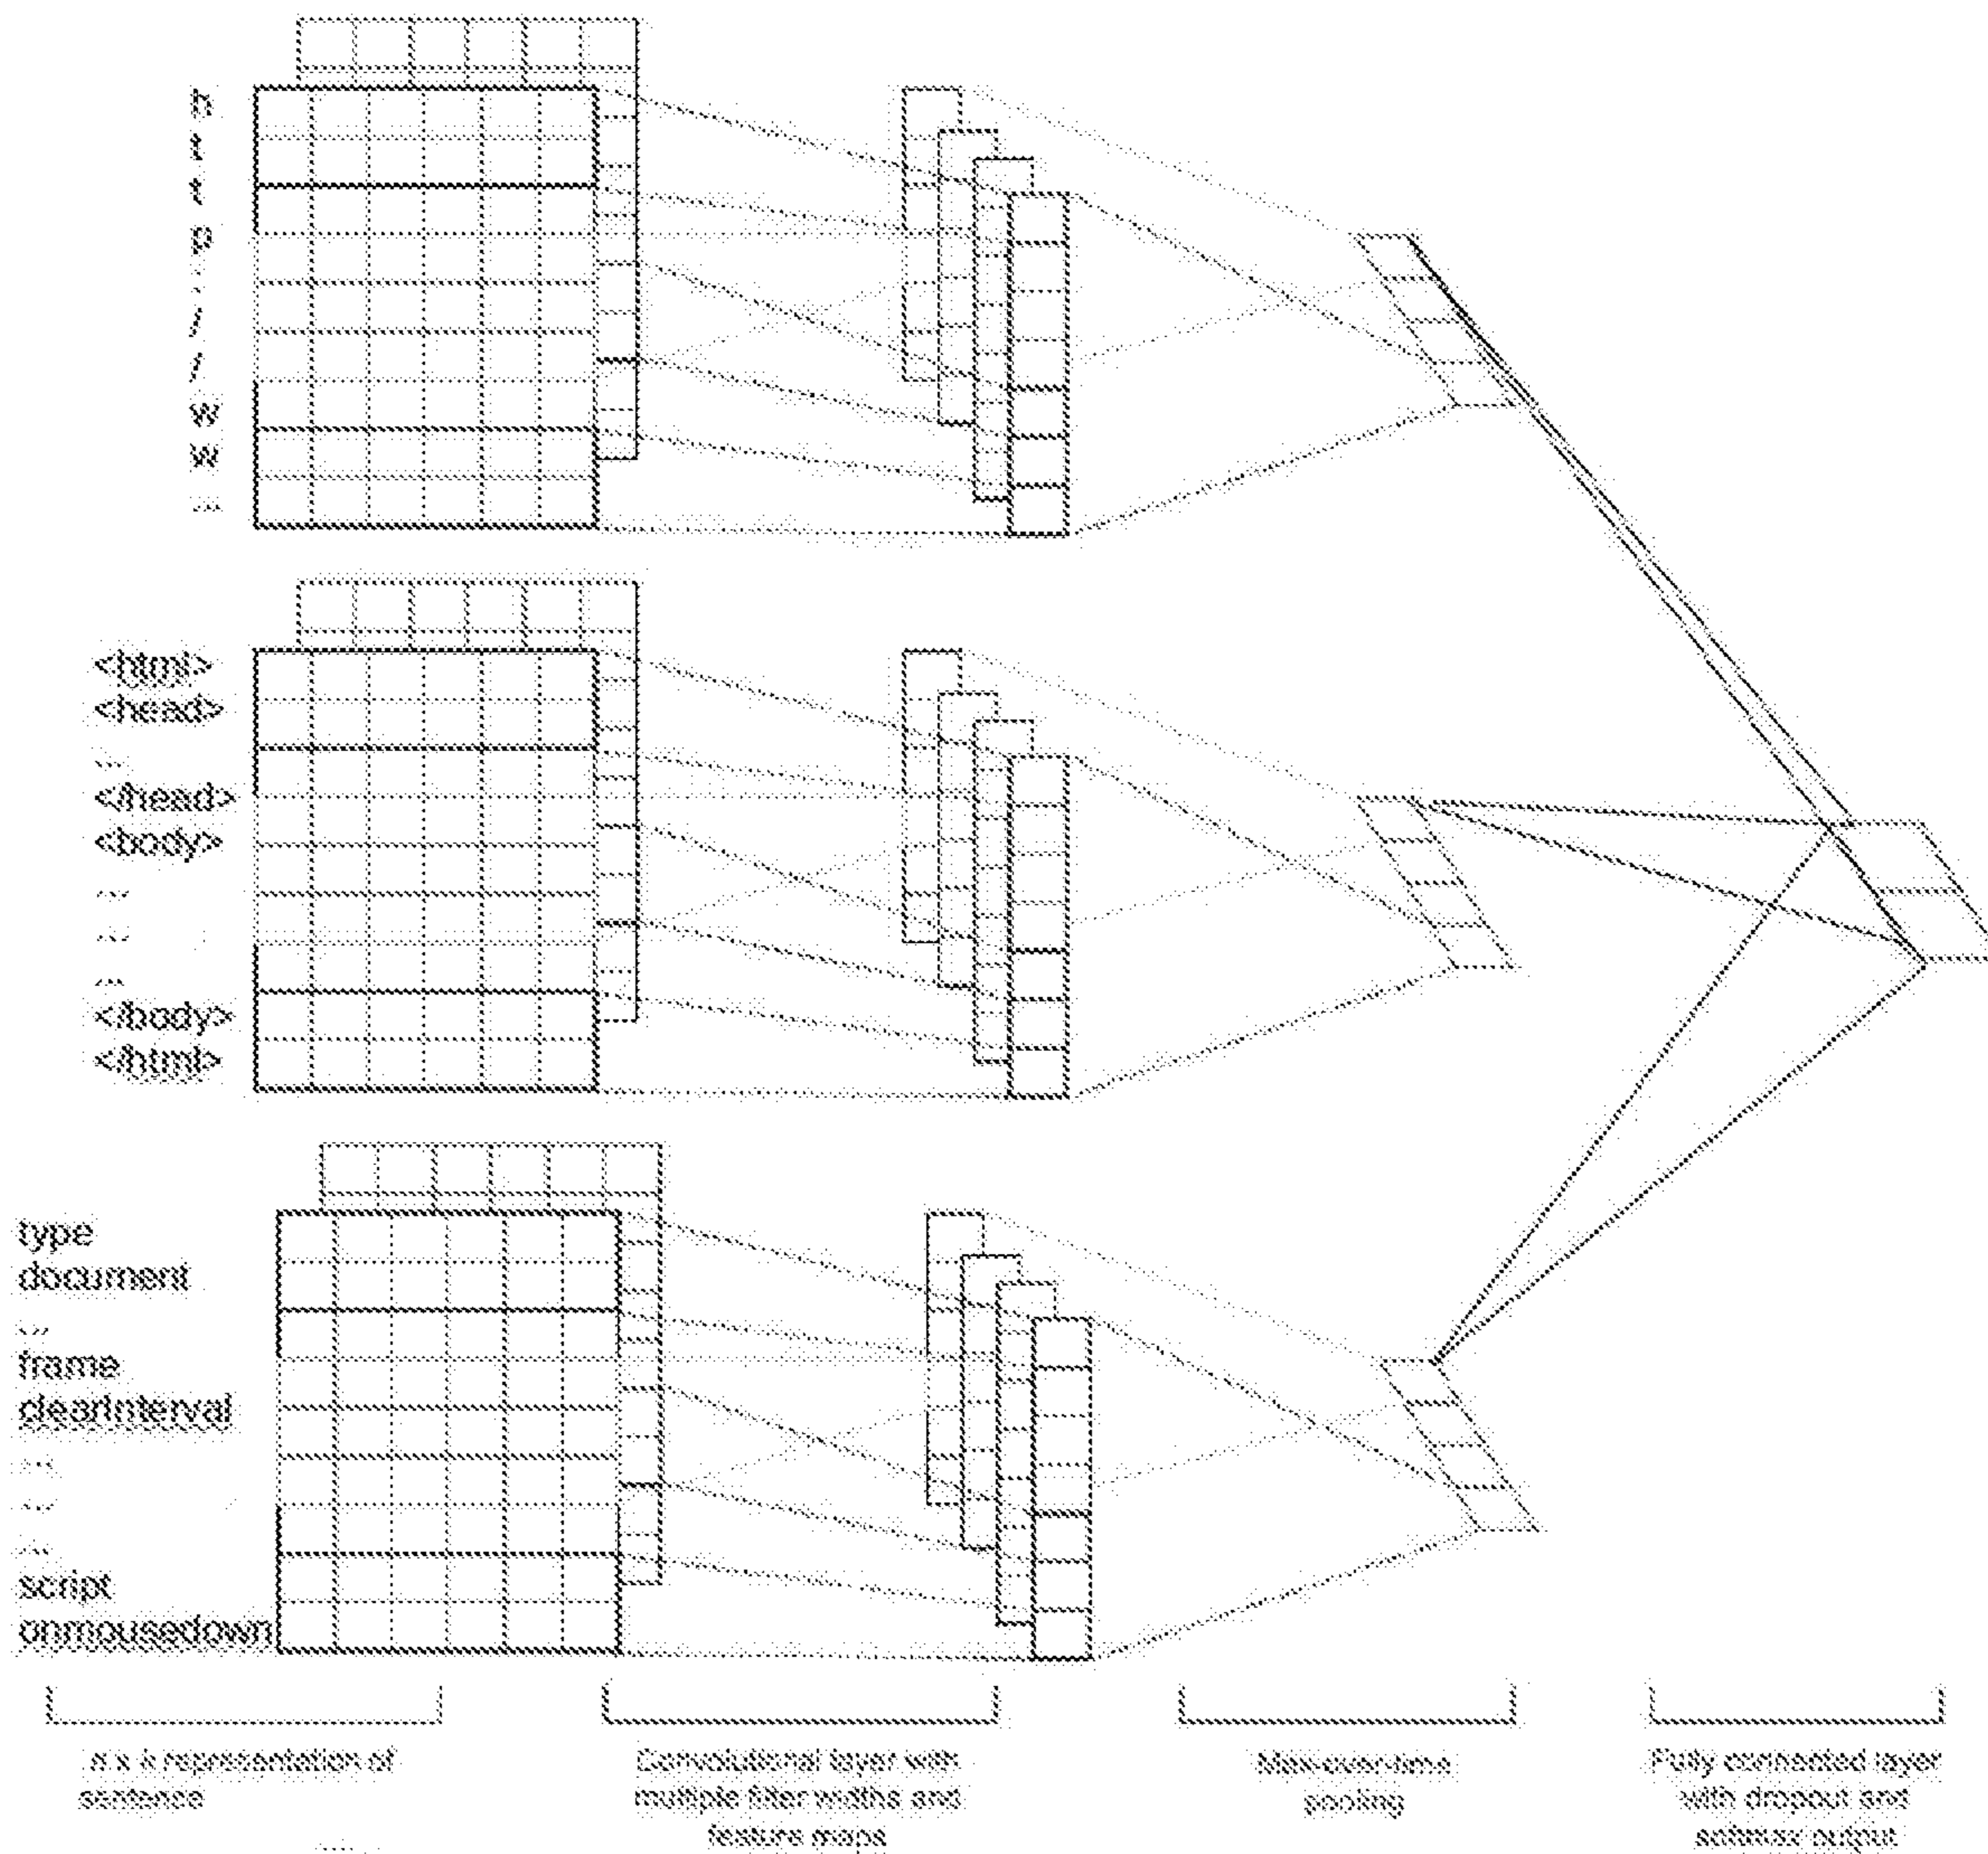 h
t
t
p
:
/
/
w
w
...
<html>
<head>
...
</head>
<body>
...
...
...
</body>
</html>
type
document
...
frame
clearInterval
...
...
...
script
onmousedown
n x k representation of
sentence
Convolutional layer with
multiple filter widths and
feature maps
Max-over-time
pooling
Fully connected layer
with dropout and
softmax output